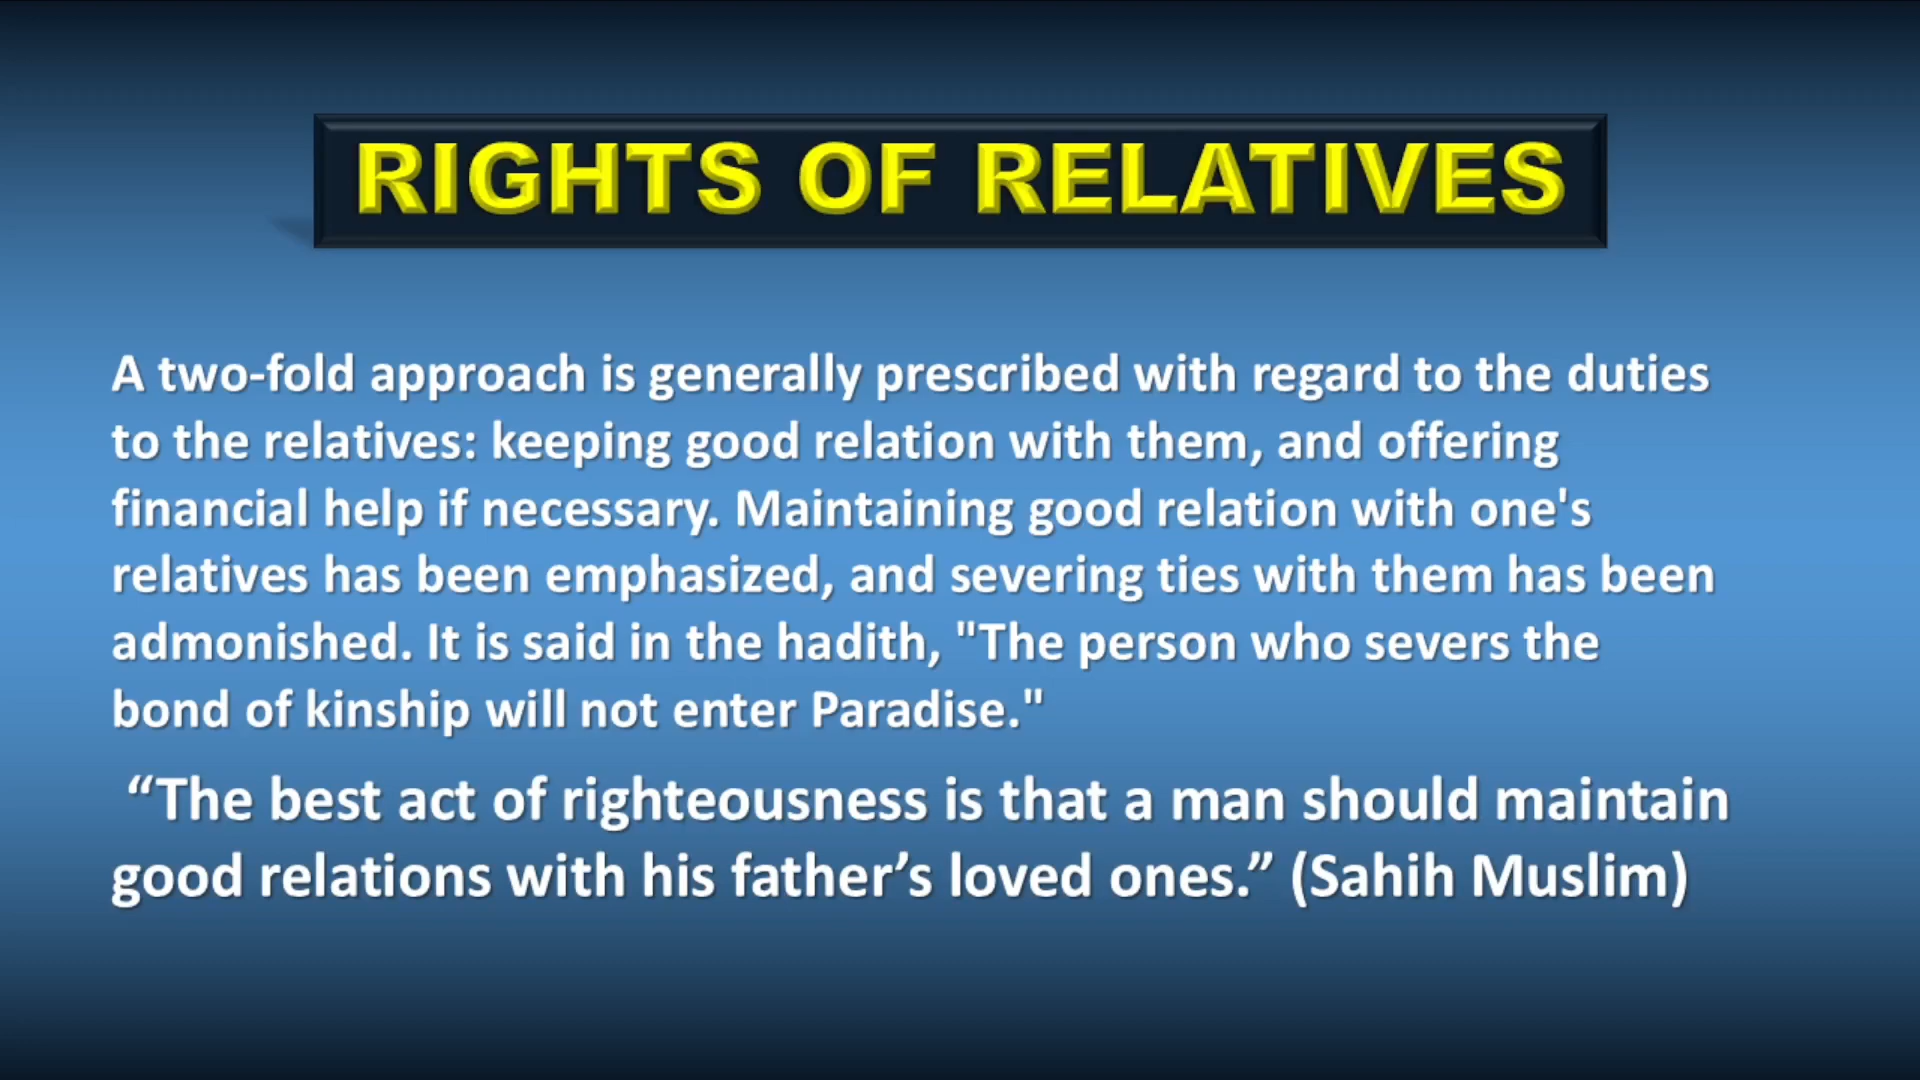 RIGHTS OF RELATIVES
A two-fold approach is generally prescribed with regard to the duties
to the relatives: keeping good relation with them, and offering
financial help if necessary. Maintaining good relation with one's
relatives has been emphasized, and severing ties with them has been
admonished. It is said in the hadith, "The person who severs the
bond of kinship will not enter Paradise."
“The best act of righteousness is that a man should maintain
good relations with his father’s loved ones.” (Sahih Muslim)